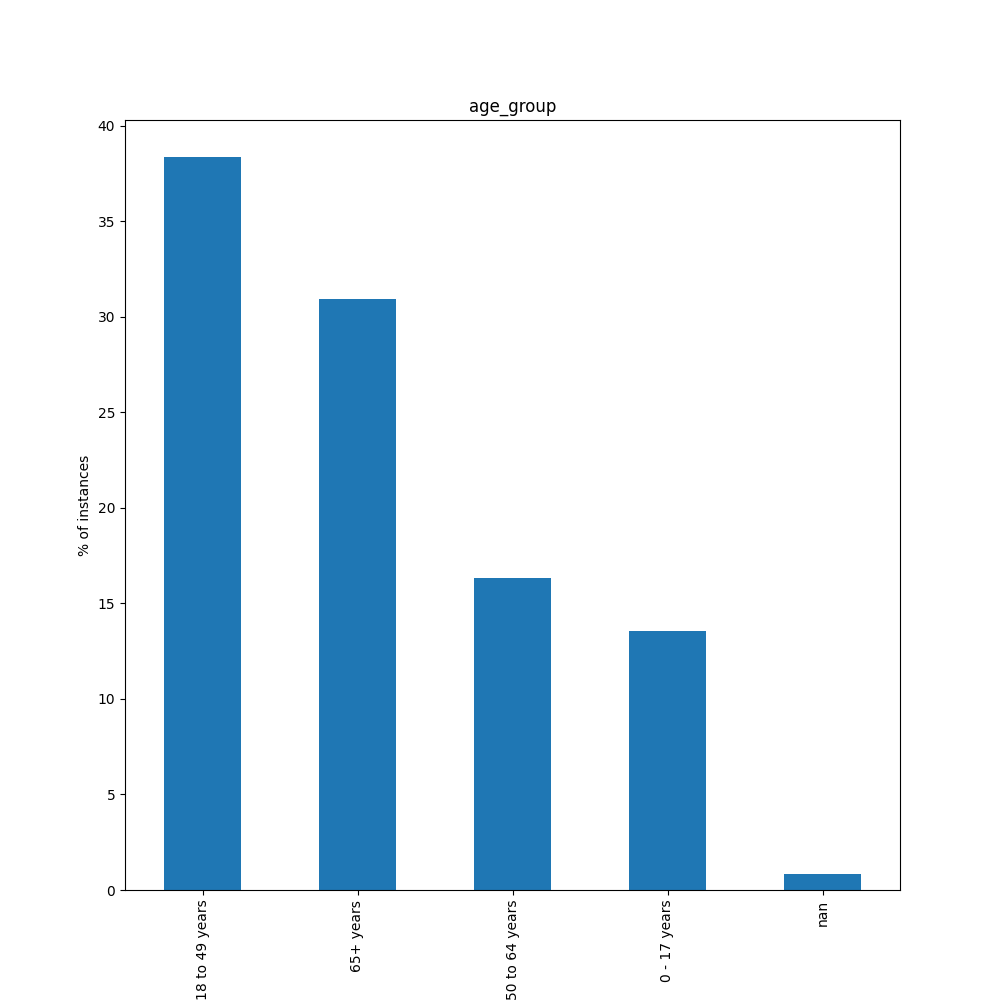 age_group
40
35
30
25
20
15
10
5
0
% of instances
18 to 49 years
65+ years
50 to 64 years
0 - 17 years
nan